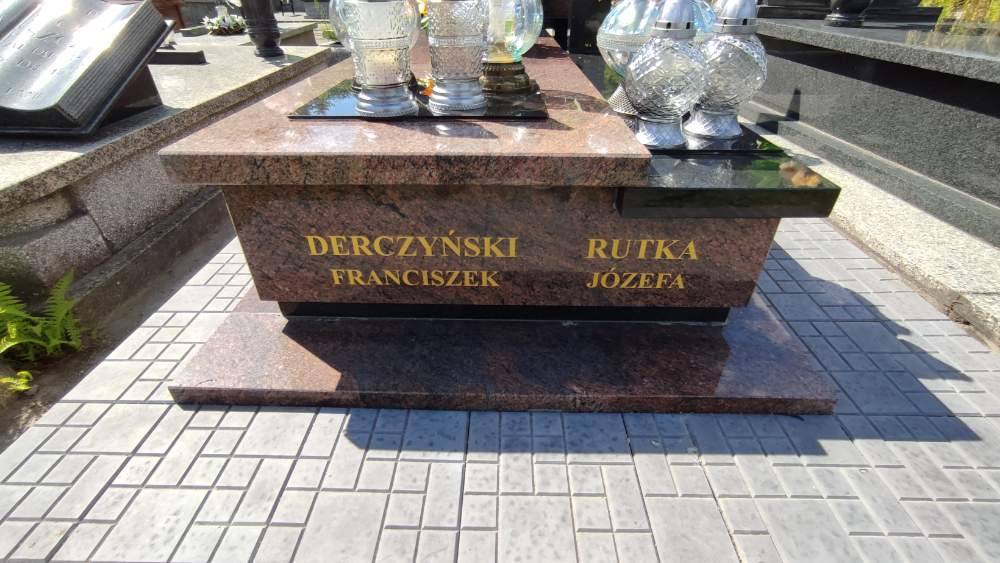 DERCZYŃSKI
FRANCISZEK
RUTKA
JÓZEFA